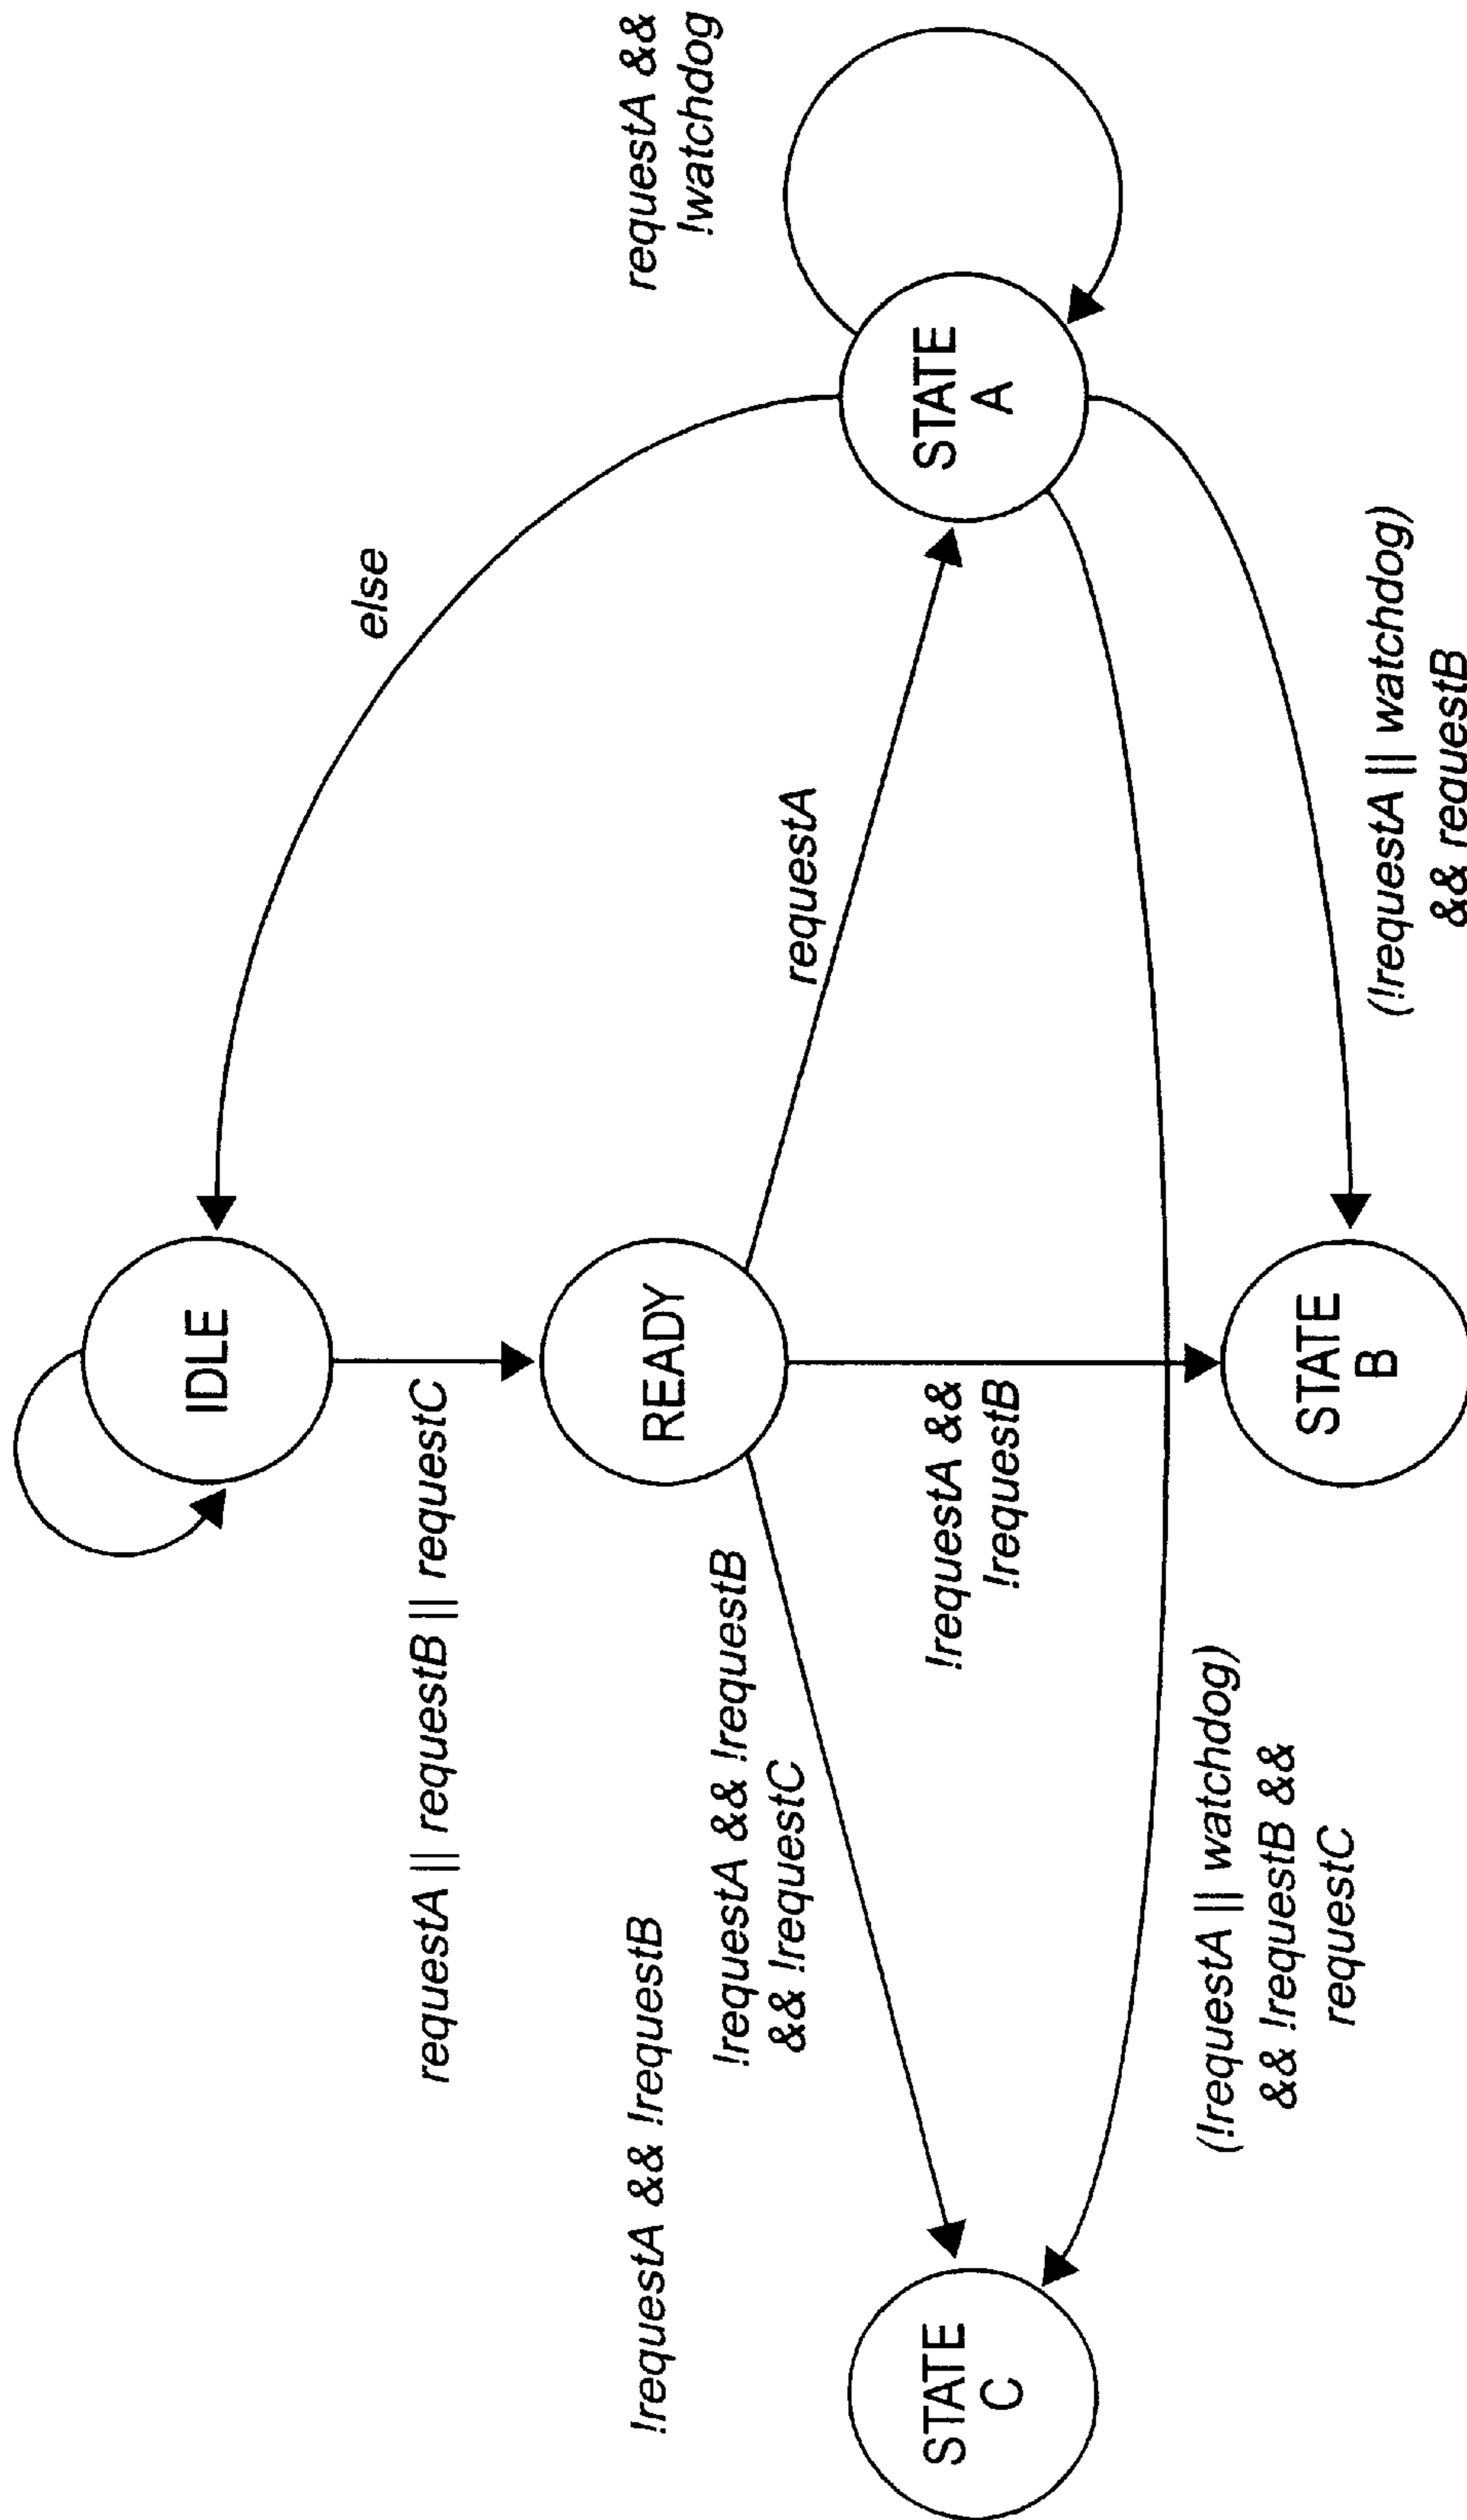 IDLE
else
requestA || requestB || requestC
!requestA && !requestB
requestA &&
!watchdog
READY
!requestA && !requestB
&& !requestC
requestA
STATE
C
!requestA &&
!requestB
STATE
A
(!requestA || watchdog)
&& !requestB &&
requestC
STATE
B
(!requestA || watchdog)
&& requestB